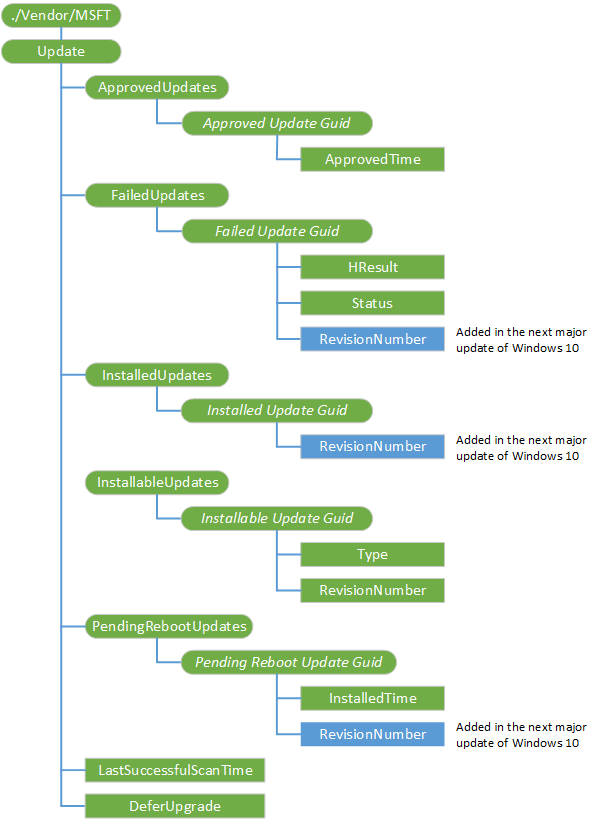 ./Vendor/MSFT
Update
ApprovedUpdates
Approved Update Guid
ApprovedTime
FailedUpdates
Failed Update Guid
HResult
Status
RevisionNumber
Added in the next major
update of Windows 10
InstalledUpdates
Installed Update Guid
RevisionNumber
Added in the next major
update of Windows 10
InstallableUpdates
Installable Update Guid
Type
RevisionNumber
PendingRebootUpdates
Pending Reboot Update Guid
InstalledTime
RevisionNumber
Added in the next major
update of Windows 10
LastSuccessfulScanTime
DeferUpgrade